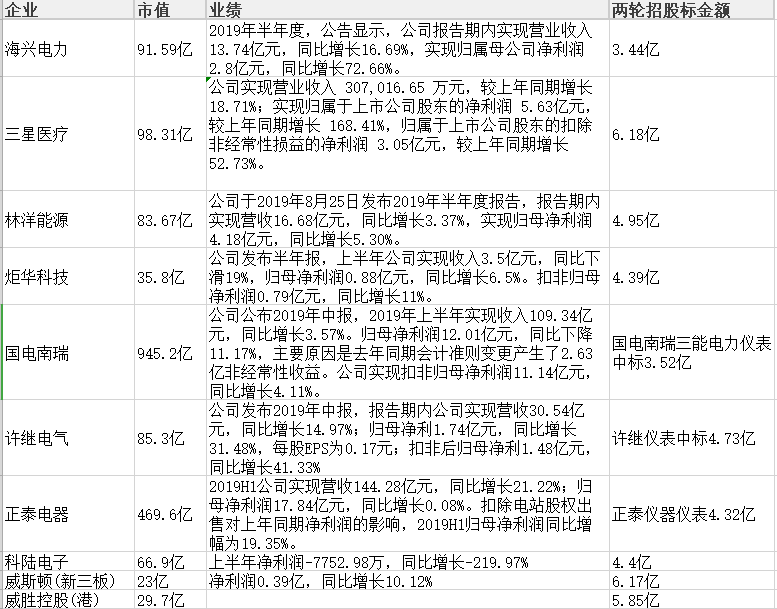 企业 市值 业绩 两轮招股标金额
海兴电力 91.59亿 2019年半年度，公告显示，公司报告期内实现营业收入
13.74亿元，同比增长16.69%，实现归属母公司净利润
2.8亿元，同比增长72.66%。 3.44亿
三星医疗 98.31亿 公司实现营业收入 307,016.65 万元，较上年同期增长
18.71%；实现归属于上市公司股东的净利润 5.63亿元，
较上年同期增长 168.41%，归属于上市公司股东的扣除
非经常性损益的净利润 3.05亿元，较上年同期增长
52.73%。 6.18亿
林洋能源 83.67亿 公司于2019年8月25日发布2019年半年度报告，报告期内
实现营收16.68亿元，同比增长3.37%，实现归母净利润
4.18亿元，同比增长5.30%。 4.95亿
炬华科技 35.8亿 公司发布半年报，上半年公司实现收入3.5亿元，同比下
滑19%，归母净利润0.88亿元，同比增长6.5%。扣非归母
净利润0.79亿元，同比增长11%。 4.39亿
国电南瑞 945.2亿 公司公布2019年中报，2019年上半年实现收入109.34亿
元，同比增长3.57%。归母净利润12.01亿元，同比下降
11.17%，主要原因是去年同期会计准则变更产生了2.63
亿非经常性收益。公司实现扣非归母净利润11.14亿元，
同比增长4.11%。 国电南瑞三能电力仪表
中标3.52亿
许继电气 85.3亿 公司发布2019年中报，报告期内公司实现营收30.54亿
元，同比增长14.97%；归母净利1.74亿元，同比增长
31.48%，每股EPS为0.17元；扣非后归母净利1.48亿元，
同比增长41.33% 许继仪表中标4.73亿
正泰电器 469.6亿 2019H1公司实现营收144.28亿元，同比增长21.22%；归
母净利润17.84亿元，同比增长0.08%。扣除电站股权出
售对上年同期净利润的影响，2019H1归母净利润同比增
幅为19.35%。 正泰仪器仪表4.32亿
科陆电子 66.9亿 上半年净利润-7752.98万，同比增长-219.97% 4.4亿
威斯顿(新三板) 23亿 净利润0.39亿，同比增长10.12% 6.17亿
威胜控股(港) 29.7亿 5.85亿